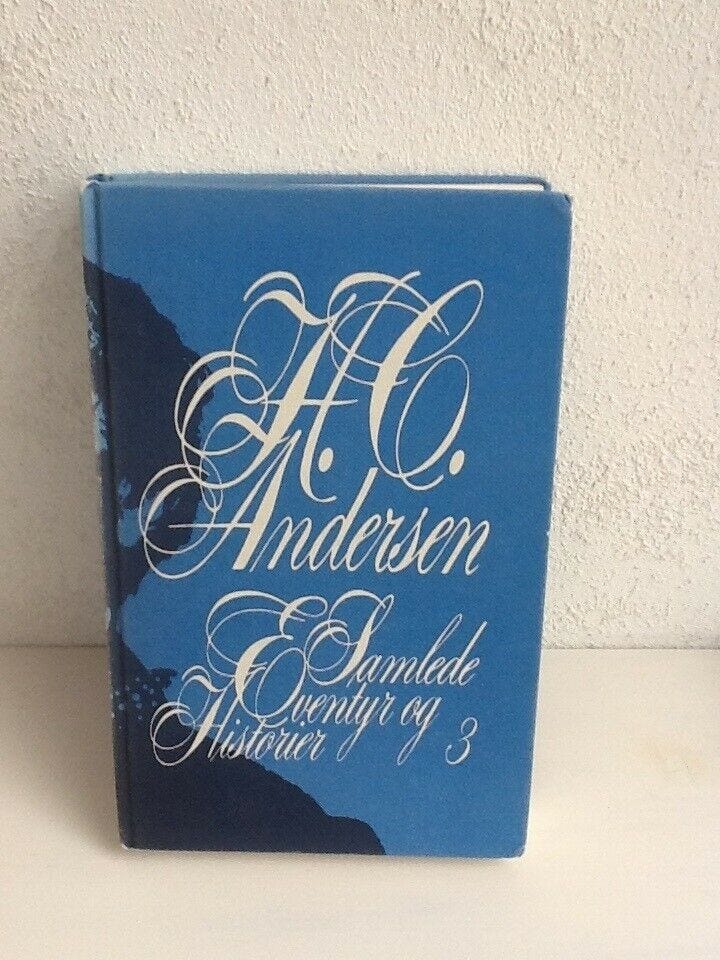 H. C.
Andersen
Samlede
Eventyr og
Historier 3